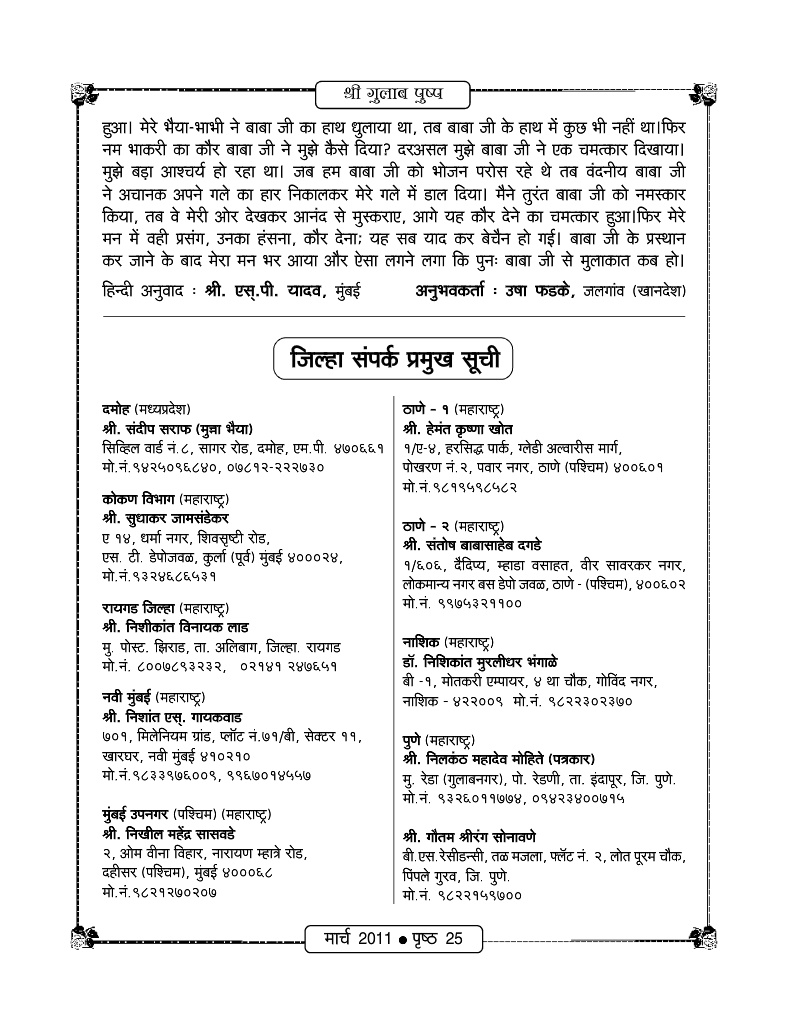 श्री गुलाब पुष्प
हुआ। मेरे भैया-भाभी ने बाबा जी का हाथ धुलाया था, तब बाबा जी के हाथ में कुछ भी नहीं था।फिर
नम भाकरी का कौर बाबा जी ने मुझे कैसे दिया? दरअसल मुझे बाबा जी ने एक चमत्कार दिखाया।
मुझे बड़ा आश्चर्य हो रहा था। जब हम बाबा जी को भोजन परोस रहे थे तब वंदनीय बाबा जी
ने अचानक अपने गले का हार निकालकर मेरे गले में डाल दिया। मैने तुरंत बाबा जी को नमस्कार
किया, तब वे मेरी ओर देखकर आनंद से मुस्कराए, आगे यह कौर देने का चमत्कार हुआ।फिर मेरे
मन में वही प्रसंग, उनका हंसना, कौर देना; यह सब याद कर बेचैन हो गई। बाबा जी के प्रस्थान
कर जाने के बाद मेरा मन भर आया और ऐसा लगने लगा कि पुनः बाबा जी से मुलाकात कब हो।
हिन्दी अनुवाद : श्री. एस्.पी. यादव, मुंबई अनुभवकर्ता : उषा फडके, जलगांव (खानदेश)
जिल्हा संपर्क प्रमुख सूची
दमोह (मध्यप्रदेश)
श्री. संदीप सराफ (मुन्ना भैया)
सिव्हिल वार्ड नं.८, सागर रोड, दमोह, एम.पी. ४७०६६१
मो.नं.९४२५०९६८४०, ०७८१२-२२२७३०
कोकण विभाग (महाराष्ट्र)
श्री. सुधाकर जामसंडेकर
ए १४, धर्मा नगर, शिवसृष्टी रोड,
एस. टी. डेपोजवळ, कुर्ला (पूर्व) मुंबई ४०००२४,
मो.नं.९३२४६८६५३१
रायगड जिल्हा (महाराष्ट्र)
श्री. निशीकांत विनायक लाड
मु. पोस्ट. झिराड, ता. अलिबाग, जिल्हा. रायगड
मो.नं. ८००७८९३२३२, ०२१४१ २४७६५१
नवी मुंबई (महाराष्ट्र)
श्री. निशांत एस्. गायकवाड
७०१, मिलेनियम ग्रांड, प्लॉट नं.७१/बी, सेक्टर ११,
खारघर, नवी मुंबई ४१०२१०
मो.नं.९८३३९७६००९, ९९६७०१४५५७
मुंबई उपनगर (पश्चिम) (महाराष्ट्र)
श्री. निखील महेंद्र सासवडे
२, ओम वीना विहार, नारायण म्हात्रे रोड,
दहीसर (पश्चिम), मुंबई ४०००६८
मो.नं.९८२१२७०२०७
ठाणे - १ (महाराष्ट्र)
श्री. हेमंत कृष्णा खोत
१/ए-४, हरसिद्ध पार्क, ग्लेडी अल्वारीस मार्ग,
पोखरण नं.२, पवार नगर, ठाणे (पश्चिम) ४००६०१
मो.नं.९८१९५९८५८२
ठाणे - २ (महाराष्ट्र)
श्री. संतोष बाबासाहेब दगडे
१/६०६, दैदिप्य, म्हाडा वसाहत, वीर सावरकर नगर,
लोकमान्य नगर बस डेपो जवळ, ठाणे - (पश्चिम), ४००६०२
मो.नं. ९९७५३२११००
नाशिक (महाराष्ट्र)
डॉ. निशिकांत मुरलीधर भंगाळे
बी -१, मोतकरी एम्पायर, ४ था चौक, गोविंद नगर,
नाशिक - ४२२००९ मो.नं. ९८२२३०२३७०
पुणे (महाराष्ट्र)
श्री. निलकंठ महादेव मोहिते (पत्रकार)
मु. रेडा (गुलाबनगर), पो. रेडणी, ता. इंदापूर, जि. पुणे.
मो.नं. ९३२६०११७७४, ०९४२३४००७१५
श्री. गौतम श्रीरंग सोनावणे
बी.एस.रेसीडन्सी, तळ मजला, फ्लॅट नं. २, लोत पूरम चौक,
पिंपले गुरव, जि. पुणे.
मो.नं. ९८२२१५९७००
मार्च 2011 ● पृष्ठ 25